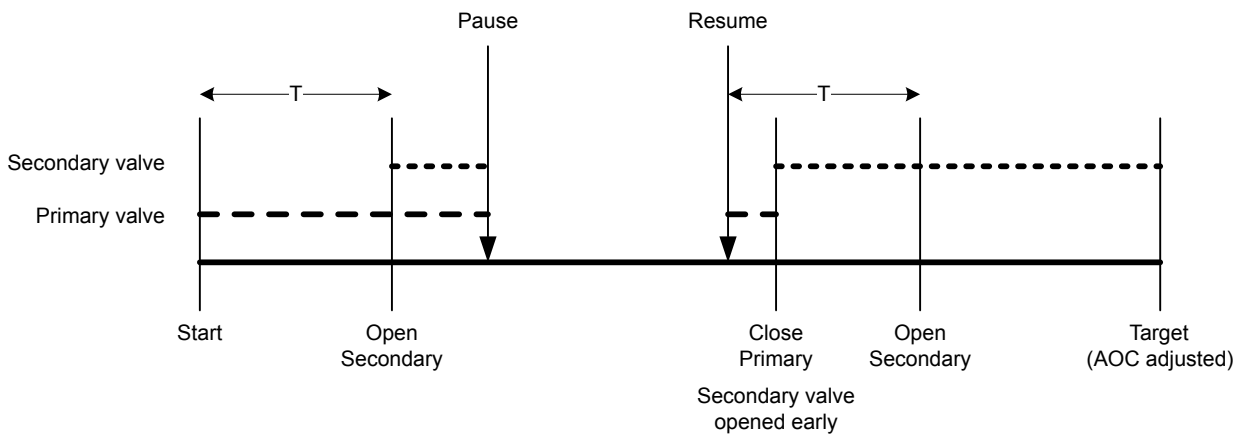 Pause
Resume
T
T
Secondary valve
Primary valve
Start
Open
Secondary
Close
Primary
Open
Secondary
Target
(AOC adjusted)
Secondary valve
opened early